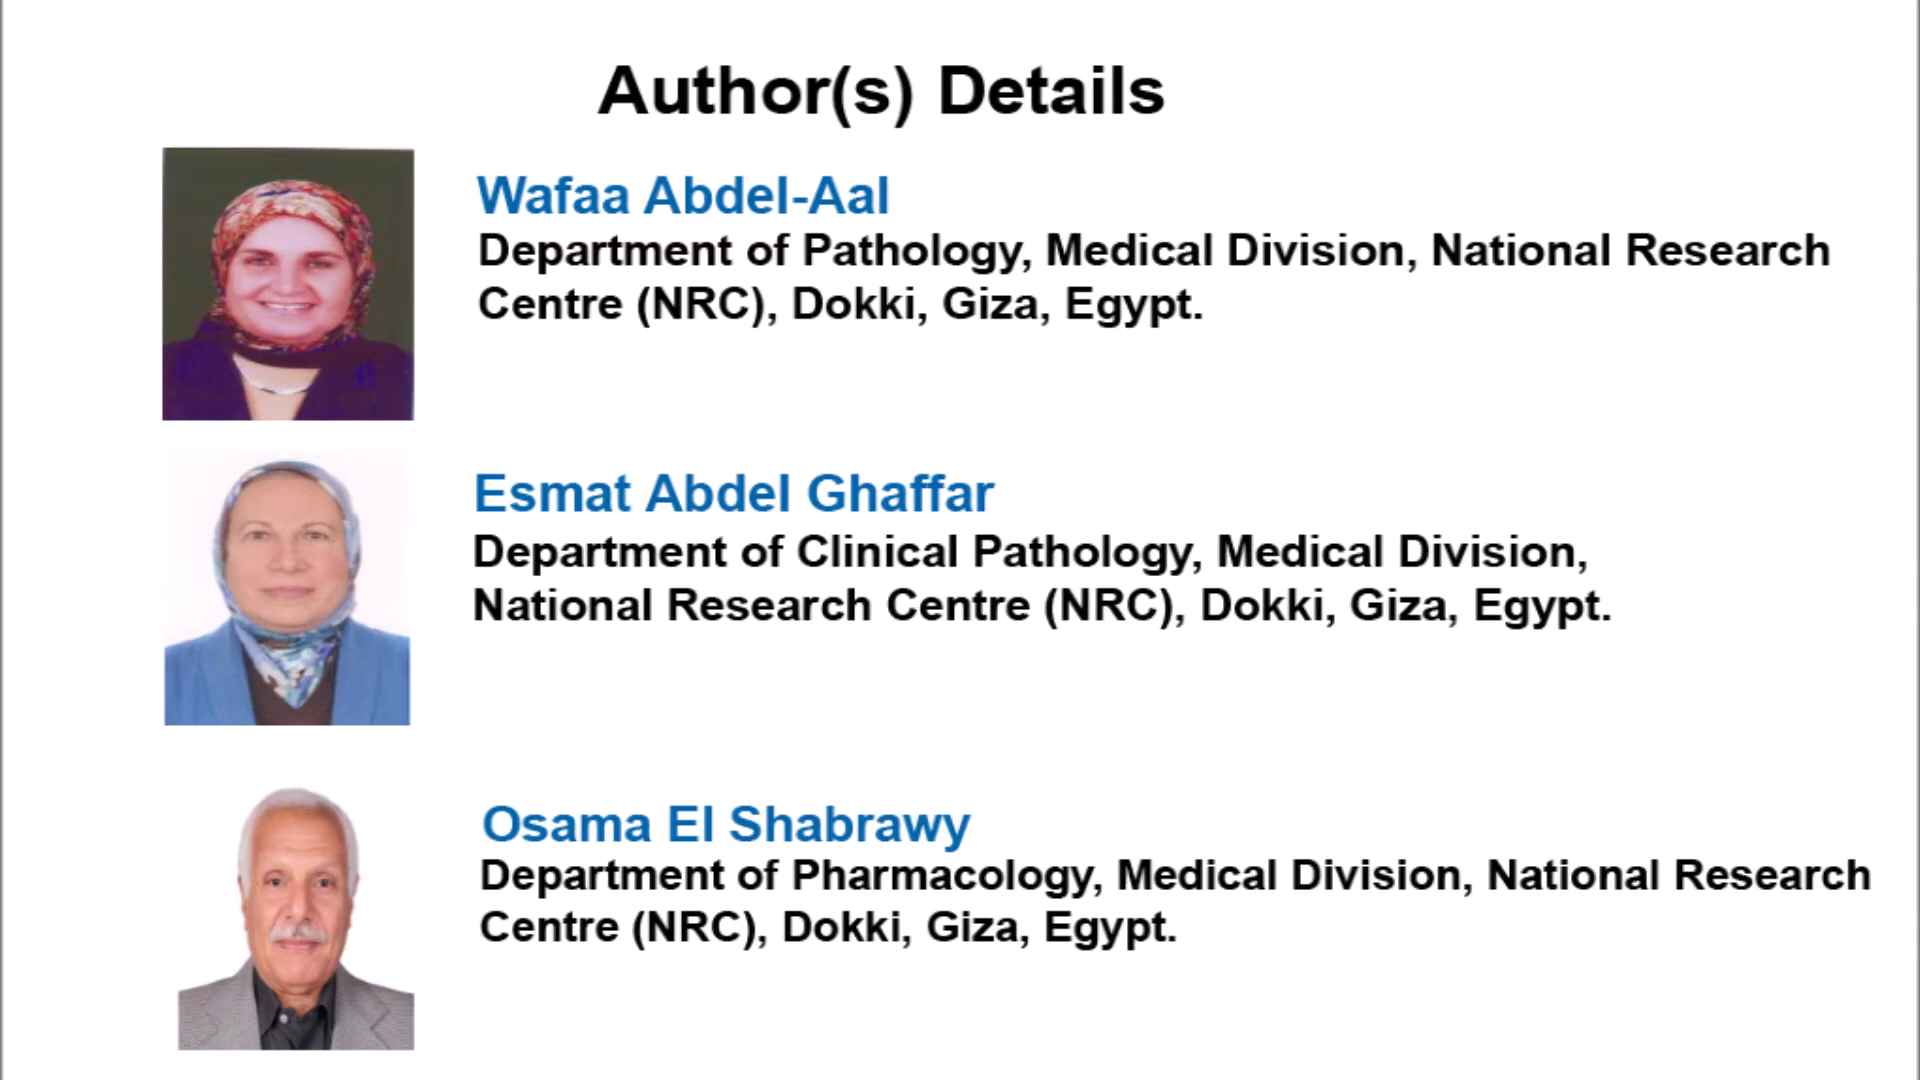 Author(s) Details
Wafaa Abdel-Aal
Department of Pathology, Medical Division, National Research
Centre (NRC), Dokki, Giza, Egypt.
Esmat Abdel Ghaffar
Department of Clinical Pathology, Medical Division,
National Research Centre (NRC), Dokki, Giza, Egypt.
Osama El Shabrawy
Department of Pharmacology, Medical Division, National Research
Centre (NRC), Dokki, Giza, Egypt.